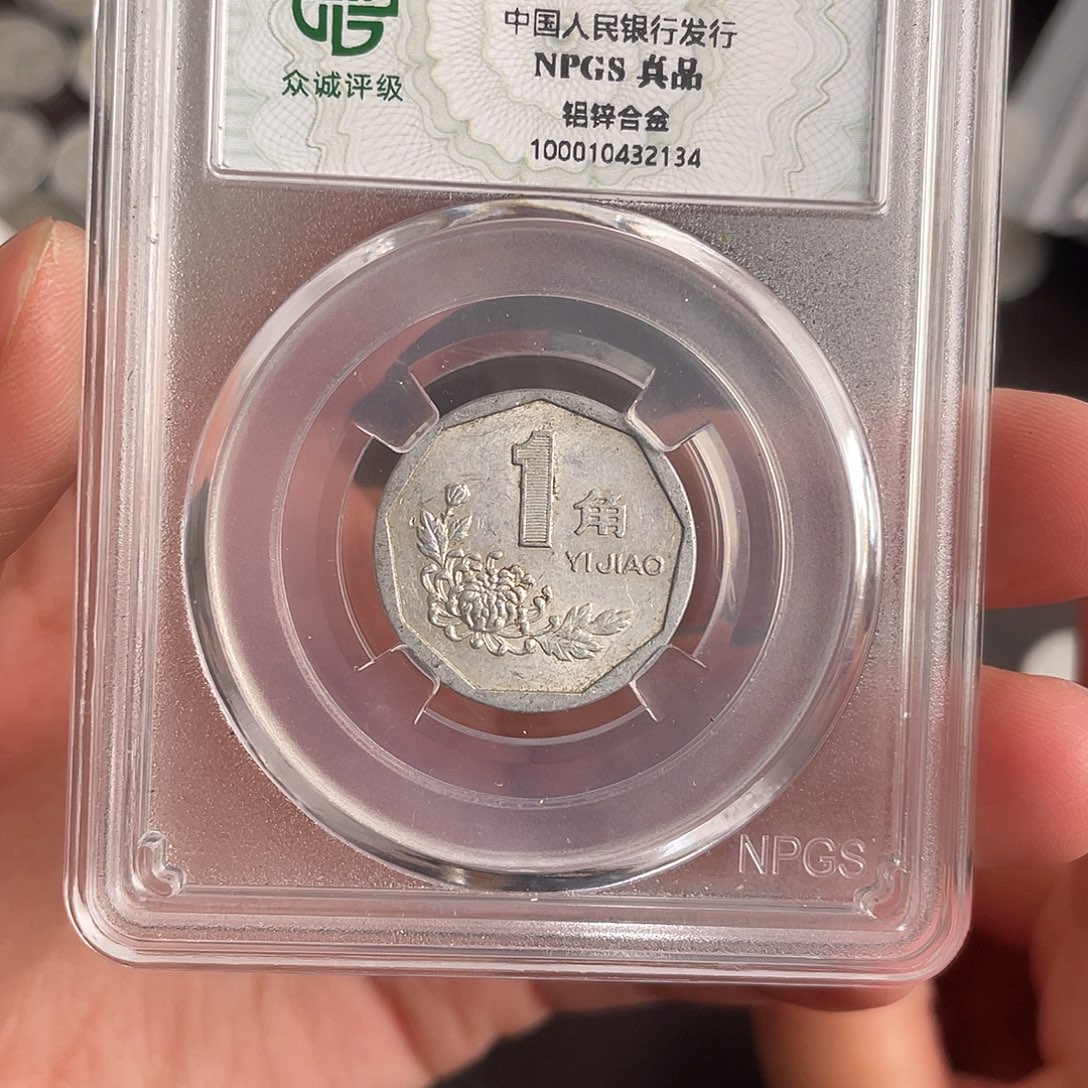 众诚评级
中国人民银行发行
NPGS 真品
铝锌合金
100010432134
1 角
YI JIAO
NPGS